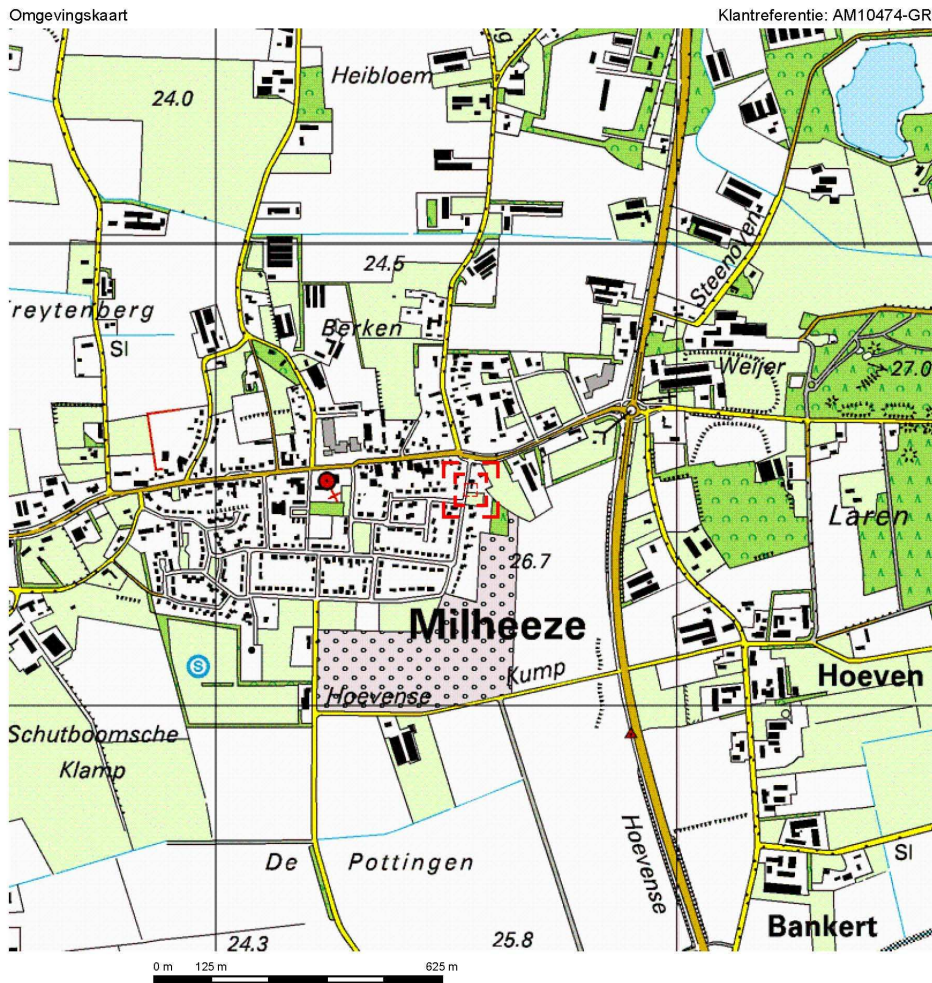 Omgevingskaart
Klantreferentie: AM10474-GR
Heibloem
24.0
24.5
Steenoven
reytenberg
Berken
Sl
Weijer
27.0
Laren
26.7
Milheeze
Kump
Hoeven
S
Hoevense
Schutboomsche
Klamp
Hoevense
De Pottingen
Sl
Bankert
24.3
25.8
0 m 125 m 625 m